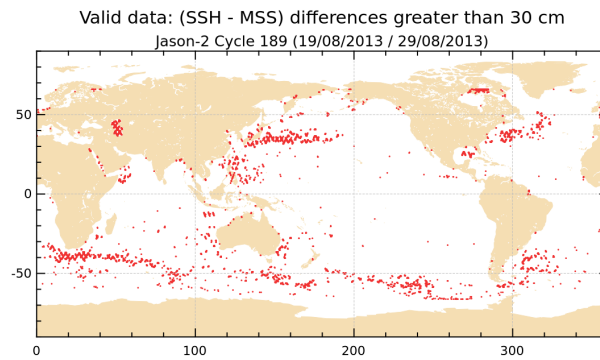 Valid data: (SSH - MSS) differences greater than 30 cm
Jason-2 Cycle 189 (19/08/2013 / 29/08/2013)
50
0
-50
0 100 200 300